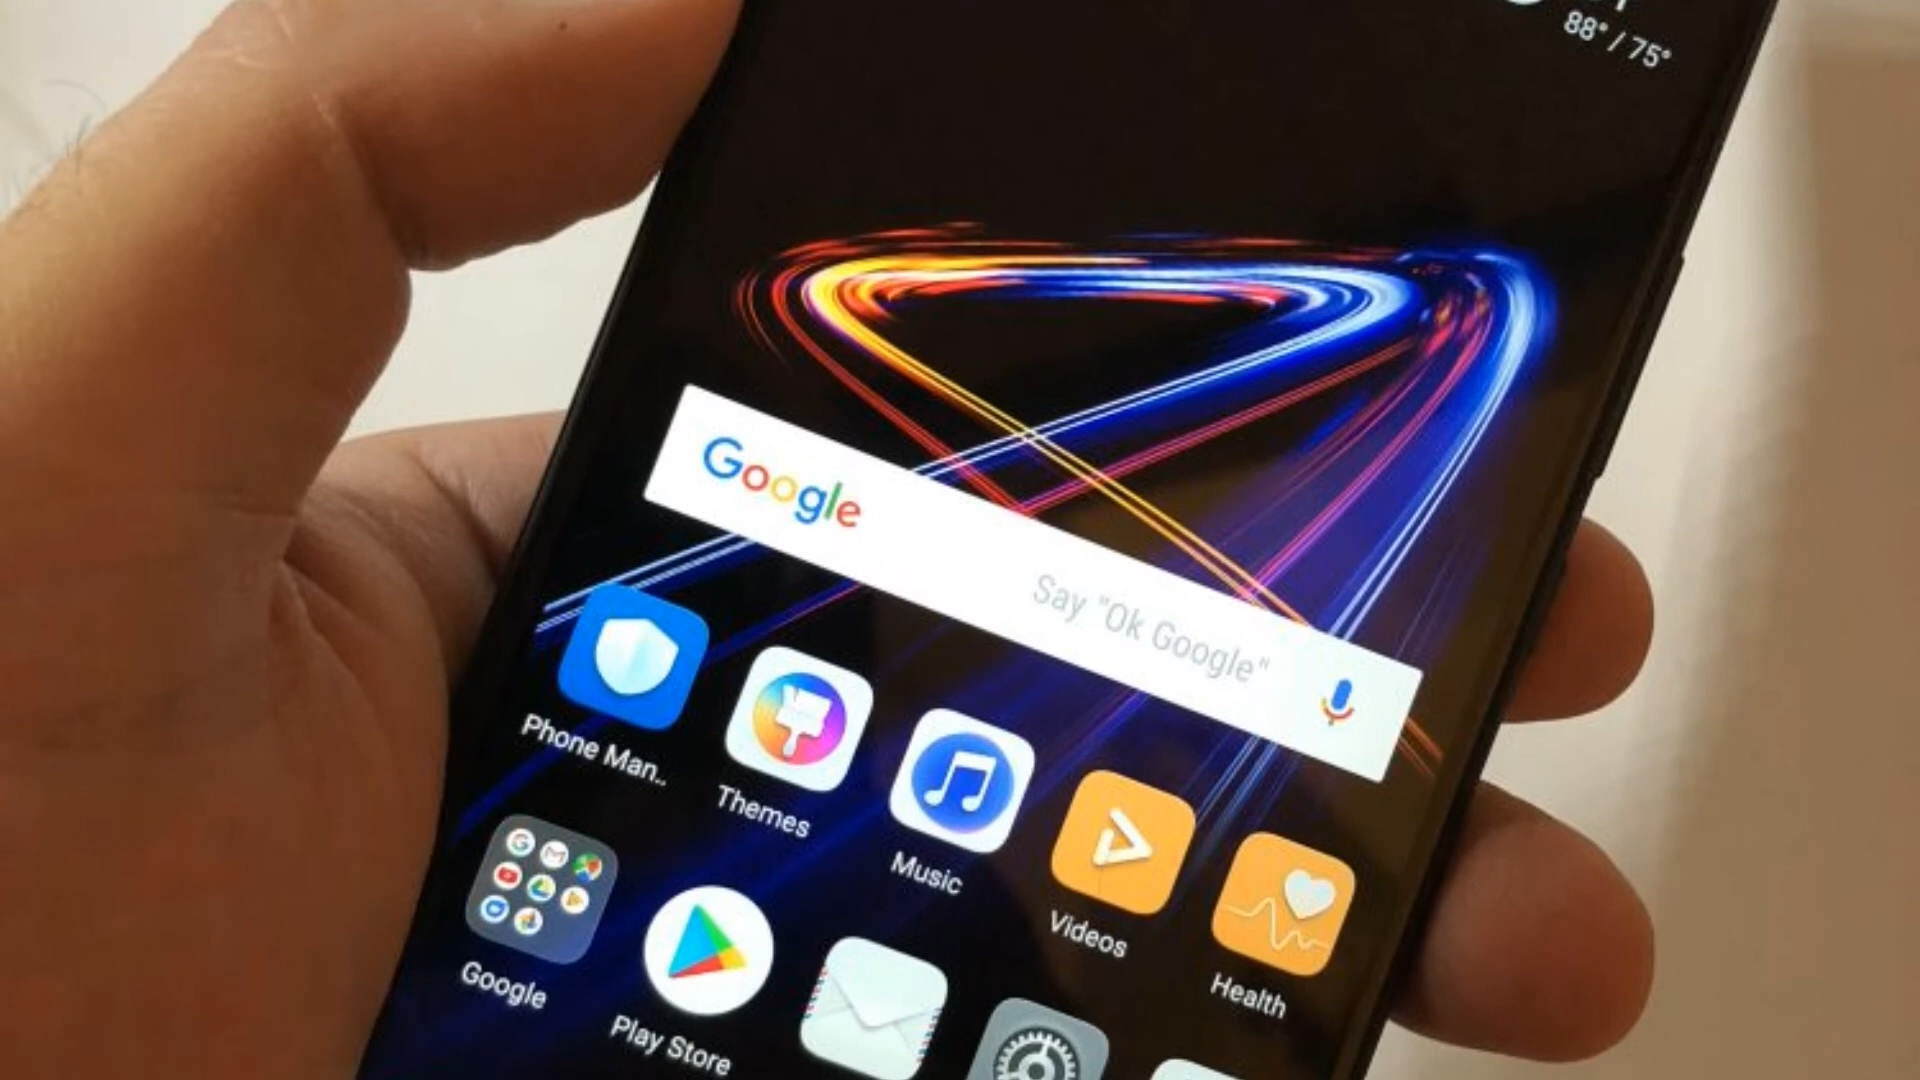 88° / 75°
Google
Say "Ok Google"
Phone Man..
Themes
Music
Videos
Health
Google
Play Store